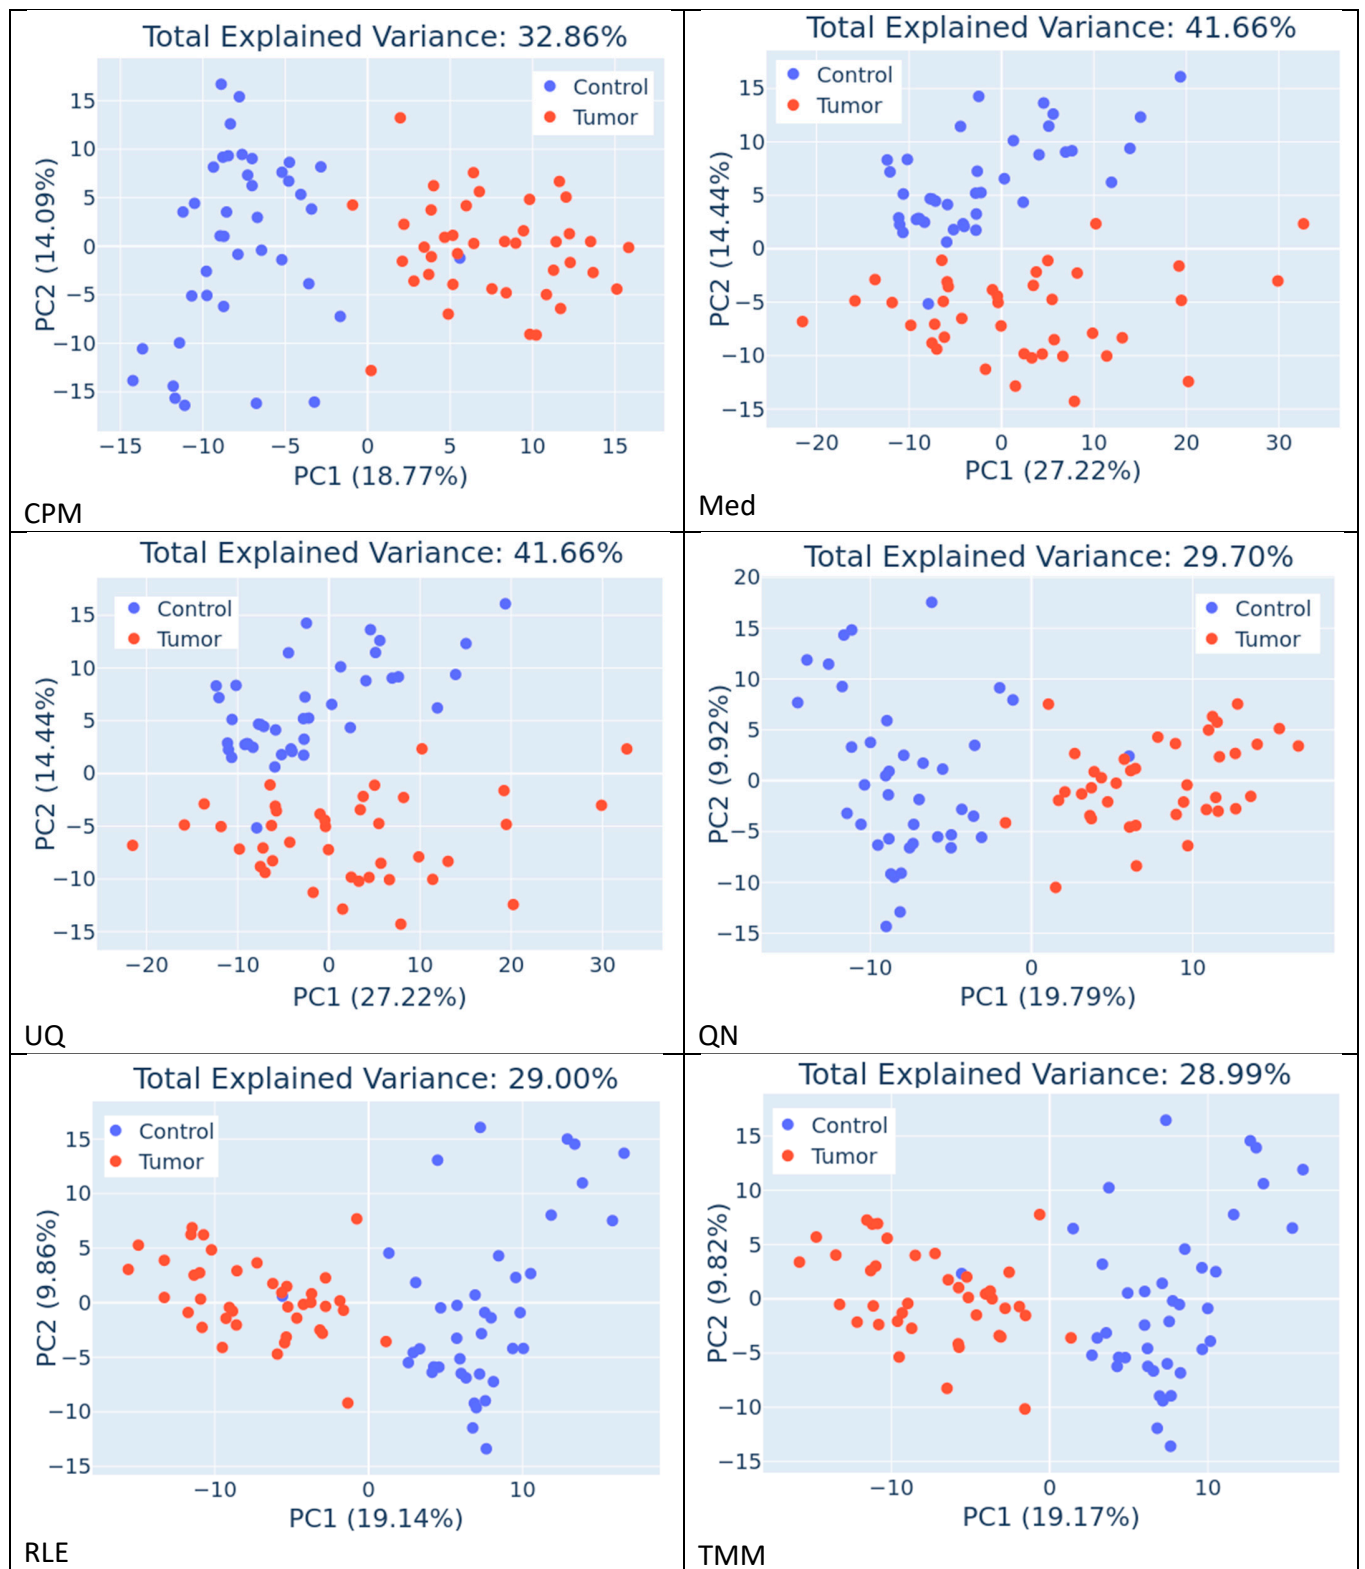 Total Explained Variance: 32.86%
Control
Tumor
15
10
5
0
−5
−10
−15
PC2 (14.09%)
−15 −10 −5 0 5 10 15
PC1 (18.77%)
CPM
Total Explained Variance: 41.66%
Control
Tumor
15
10
5
0
−5
−10
−15
PC2 (14.44%)
−20 −10 0 10 20 30
PC1 (27.22%)
Med
Total Explained Variance: 41.66%
Control
Tumor
15
10
5
0
−5
−10
−15
PC2 (14.44%)
−20 −10 0 10 20 30
PC1 (27.22%)
UQ
Total Explained Variance: 29.70%
Control
Tumor
20
15
10
5
0
−5
−10
−15
PC2 (9.92%)
−10 0 10
PC1 (19.79%)
QN
Total Explained Variance: 29.00%
Control
Tumor
15
10
5
0
−5
−10
−15
PC2 (9.86%)
−10 0 10
PC1 (19.14%)
RLE
Total Explained Variance: 28.99%
Control
Tumor
15
10
5
0
−5
−10
−15
PC2 (9.82%)
−10 0 10
PC1 (19.17%)
TMM